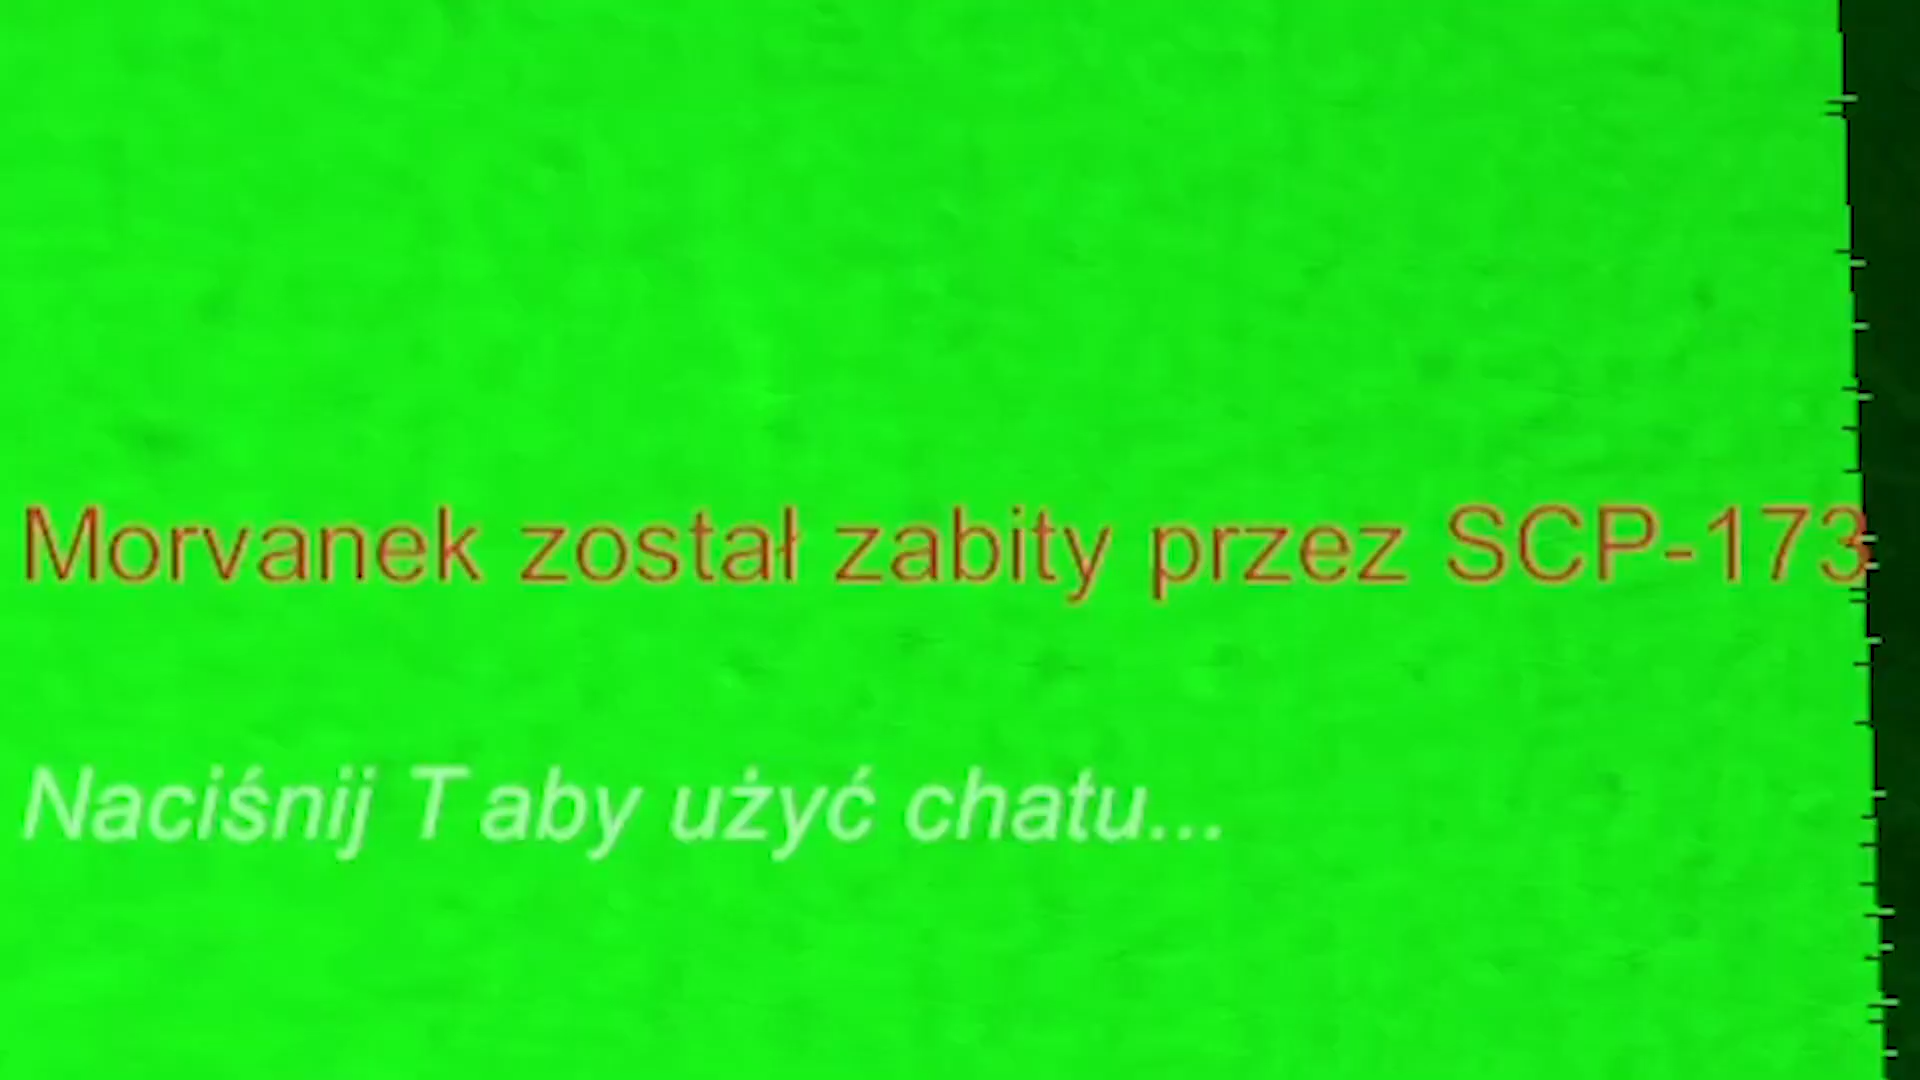 Morvanek został zabity przez SCP-173
Naciśnij T aby użyć chatu...